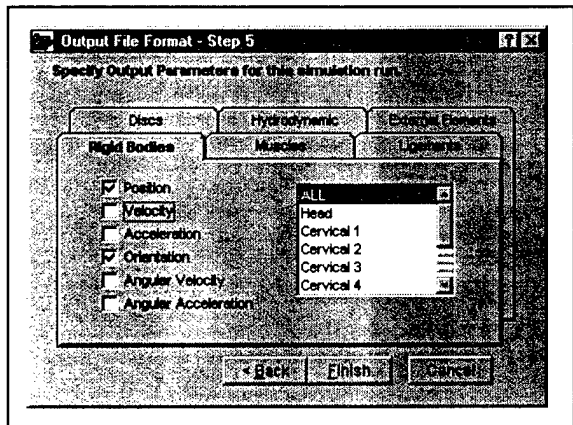 Output File Format - Step 5
Specify Output Parameters for this simulation run.
Discs
Hydrodynamic
External Elements
Rigid Bodies
Muscles
Ligaments
Position
Velocity
Acceleration
Orientation
Angular Velocity
Angular Acceleration
ALL
Head
Cervical 1
Cervical 2
Cervical 3
Cervical 4
< Back
Finish
Cancel